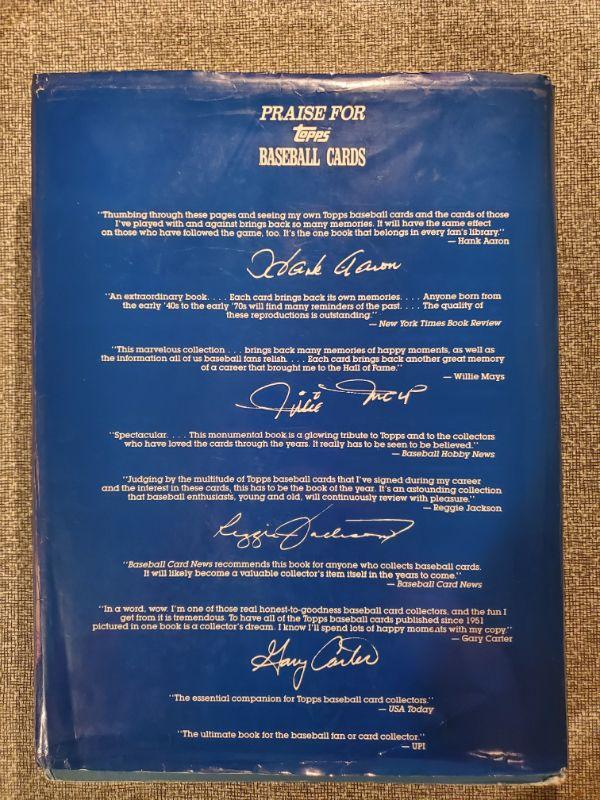 PRAISE FOR
Topps
BASEBALL CARDS
"Thumbing through these pages and seeing my own Topps baseball cards and the cards of those
I've played with and against brings back so many memories. It will have the same effect
on those who have followed the game, too. It's the one book that belongs in every fan's library."
— Hank Aaron
Hank Aaron
"An extraordinary book. . . . Each card brings back its own memories. . . . Anyone born from
the early '40s to the early '70s will find many reminders of the past. . . . The quality of
these reproductions is outstanding."
— New York Times Book Review
"This marvelous collection . . . brings back many memories of happy moments, as well as
the information all of us baseball fans relish. . . . Each card brings back another great memory
of a career that brought me to the Hall of Fame."
— Willie Mays
Willie Mays
"Spectacular. . . . This monumental book is a glowing tribute to Topps and to the collectors
who have loved the cards through the years. It really has to be seen to be believed."
— Baseball Hobby News
"Judging by the multitude of Topps baseball cards that I've signed during my career
and the interest in these cards, this has to be the book of the year. It's an astounding collection
that baseball enthusiasts, young and old, will continuously review with pleasure."
— Reggie Jackson
Reggie Jackson
"Baseball Card News recommends this book for anyone who collects baseball cards.
It will likely become a valuable collector's item itself in the years to come."
— Baseball Card News
"In a word, wow. I'm one of those real honest-to-goodness baseball card collectors, and the fun I
get from it is tremendous. To have all of the Topps baseball cards published since 1951
pictured in one book is a collector's dream. I know I'll spend lots of happy moments with my copy."
— Gary Carter
Gary Carter
"The essential companion for Topps baseball card collectors."
— USA Today
"The ultimate book for the baseball fan or card collector."
— UPI